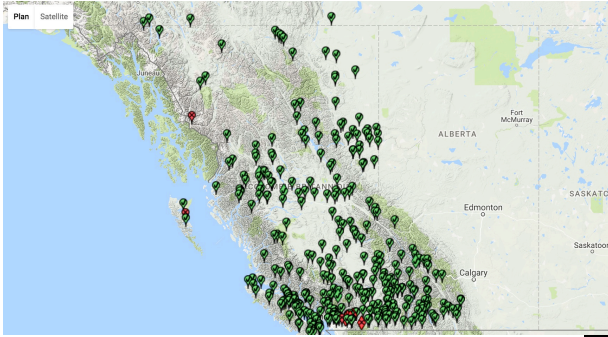 Plan Satellite
Juneau
Fort
McMurray
ALBERTA
Edmonton
SASKATC
Saskatoo
Calgary